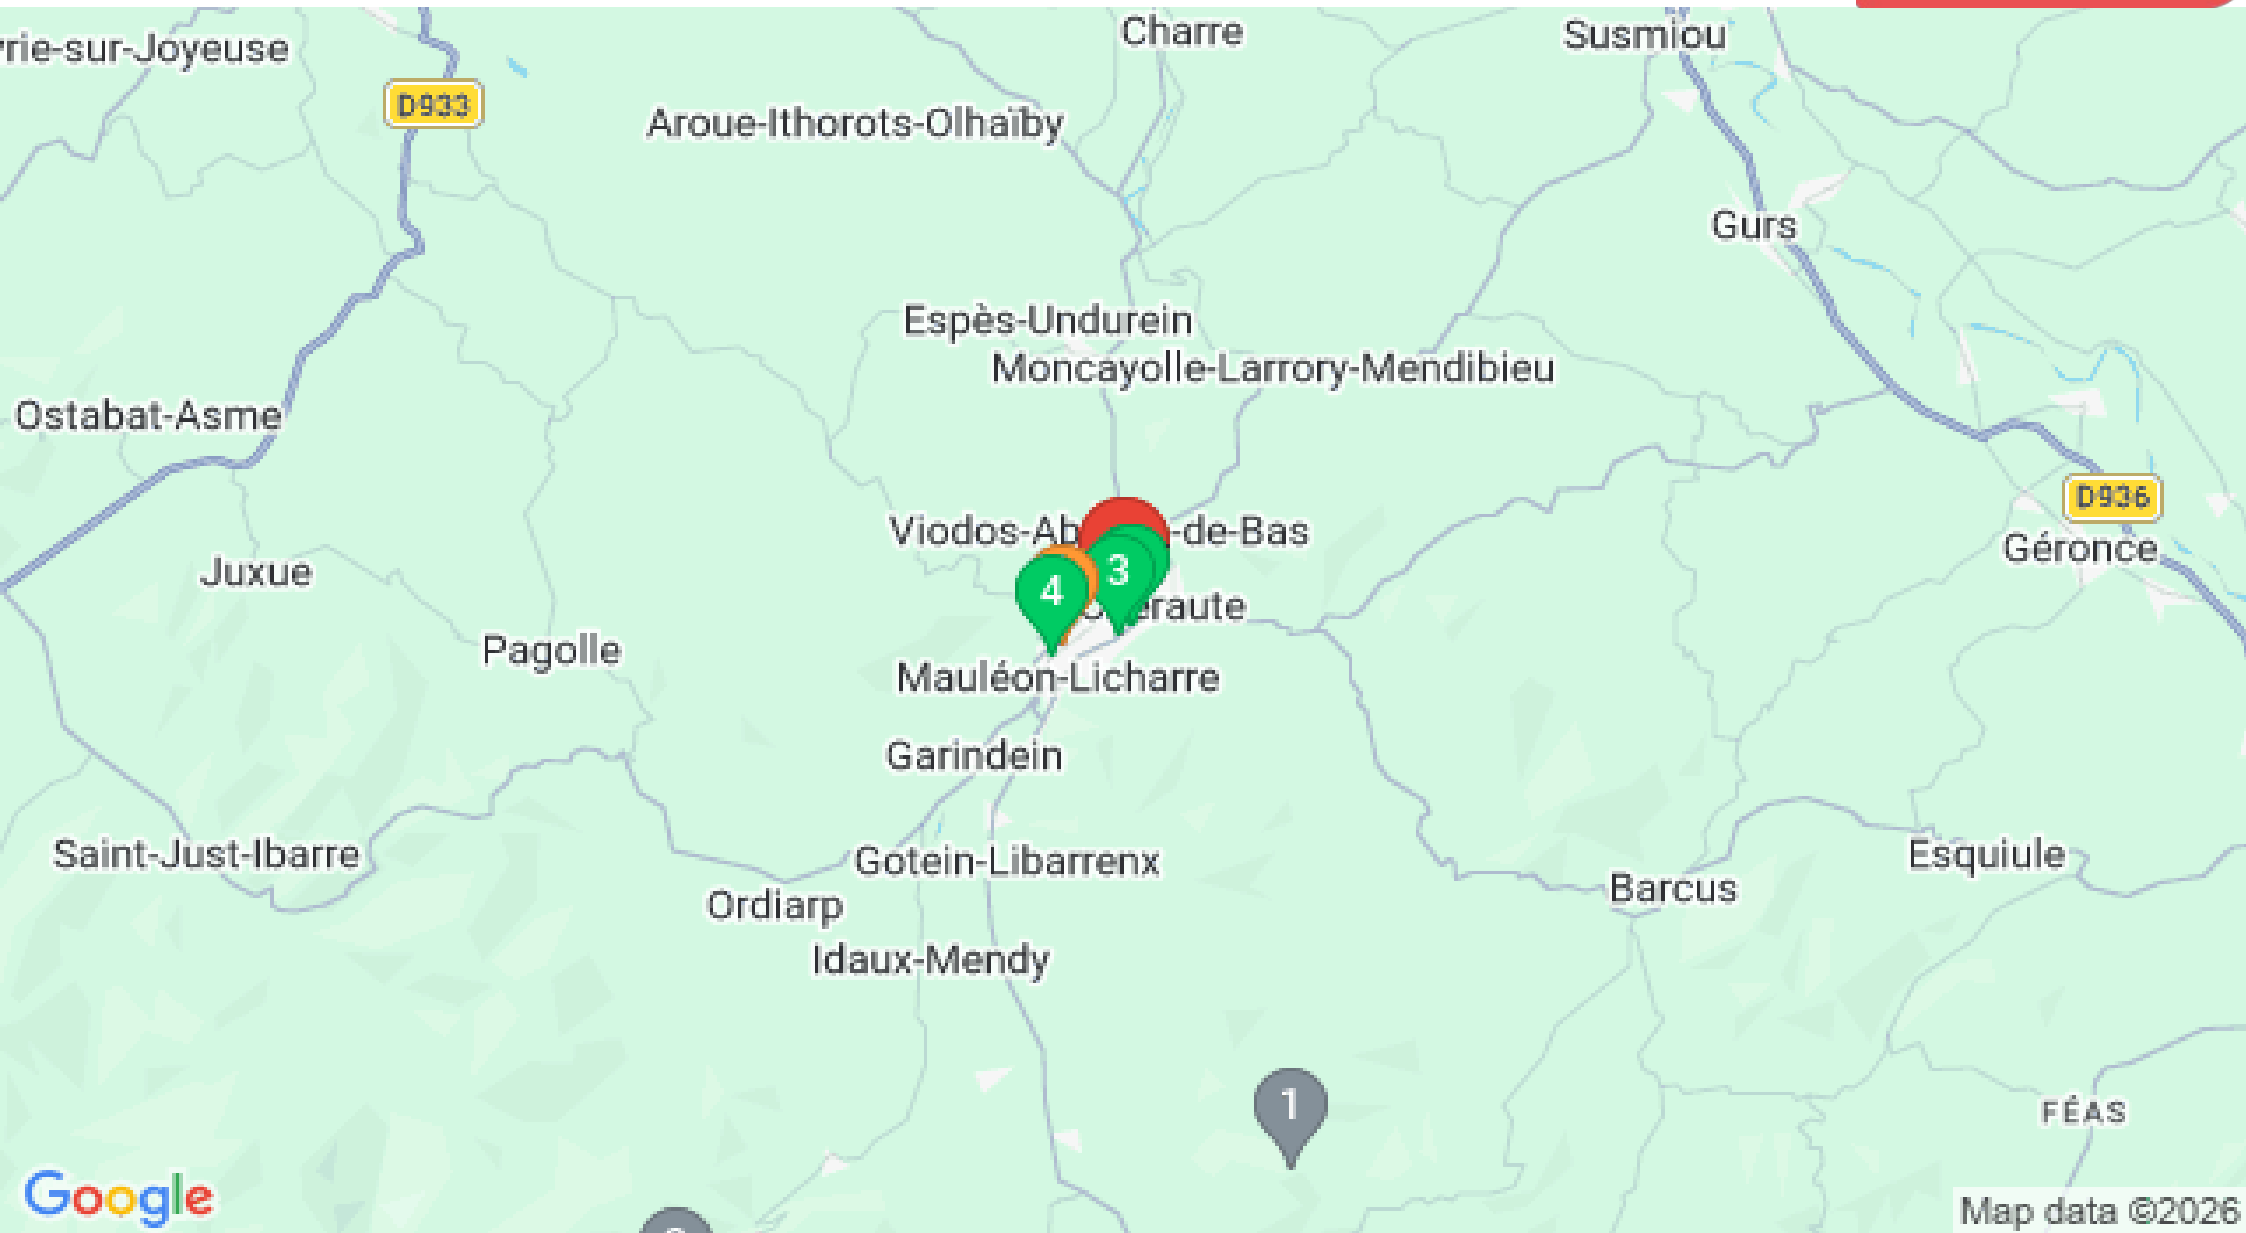 Charre
Susmiou
rie-sur-Joyeuse
D933
Aroue-Ithorots-Olhaïby
Gurs
Espès-Undurein
Moncayolle-Larrory-Mendibieu
Ostabat-Asme
D936
Viodos-Ab
-de-Bas
Géronce
Juxue
3
4
eraute
Pagolle
Mauléon-Licharre
Garindein
Saint-Just-Ibarre
Gotein-Libarrenx
Esquiule
Barcus
Ordiarp
Idaux-Mendy
1
FÉAS
Google
Map data ©2026